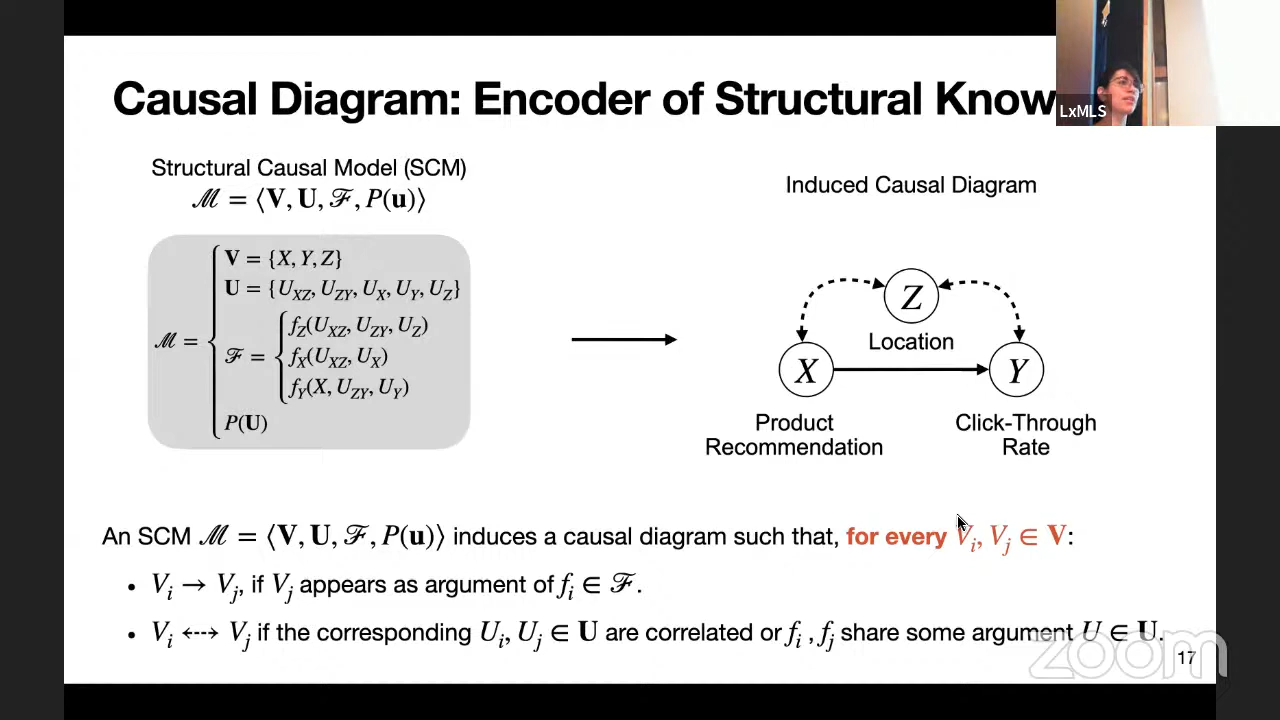 Causal Diagram: Encoder of Structural Know
LxMLS
Structural Causal Model (SCM)
ℳ = ⟨V, U, ℱ, P(u)⟩
Induced Causal Diagram
V = {X, Y, Z}
U = {U_XZ, U_ZY, U_X, U_Y, U_Z}
ℳ =
ℱ =
f_Z(U_XZ, U_ZY, U_Z)
f_X(U_XZ, U_X)
f_Y(X, U_ZY, U_Y)
P(U)
Z
Location
X
Y
Product
Recommendation
Click-Through
Rate
An SCM ℳ = ⟨V, U, ℱ, P(u)⟩ induces a causal diagram such that, for every V_i, V_j ∈ V:
• V_i → V_j, if V_j appears as argument of f_i ∈ ℱ.
• V_i ⇠⇢ V_j if the corresponding U_i, U_j ∈ U are correlated or f_i , f_j share some argument U ∈ U.
zoom
17